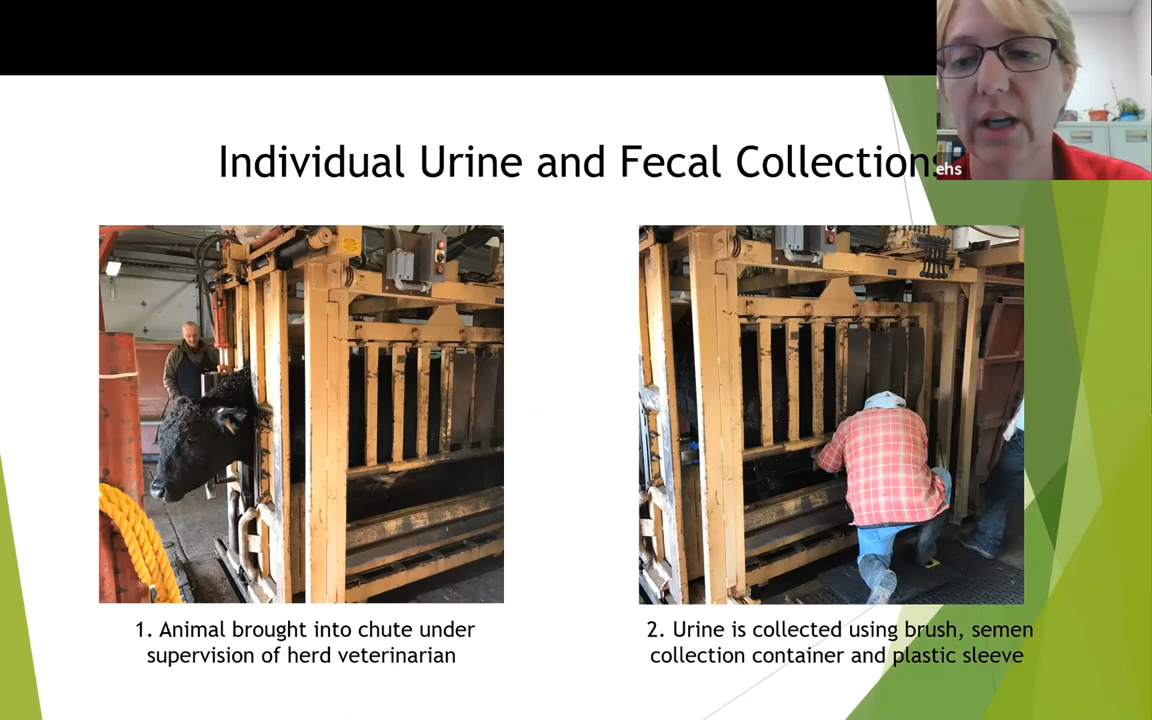 Individual Urine and Fecal Collections
ehs
1. Animal brought into chute under
supervision of herd veterinarian
2. Urine is collected using brush, semen
collection container and plastic sleeve